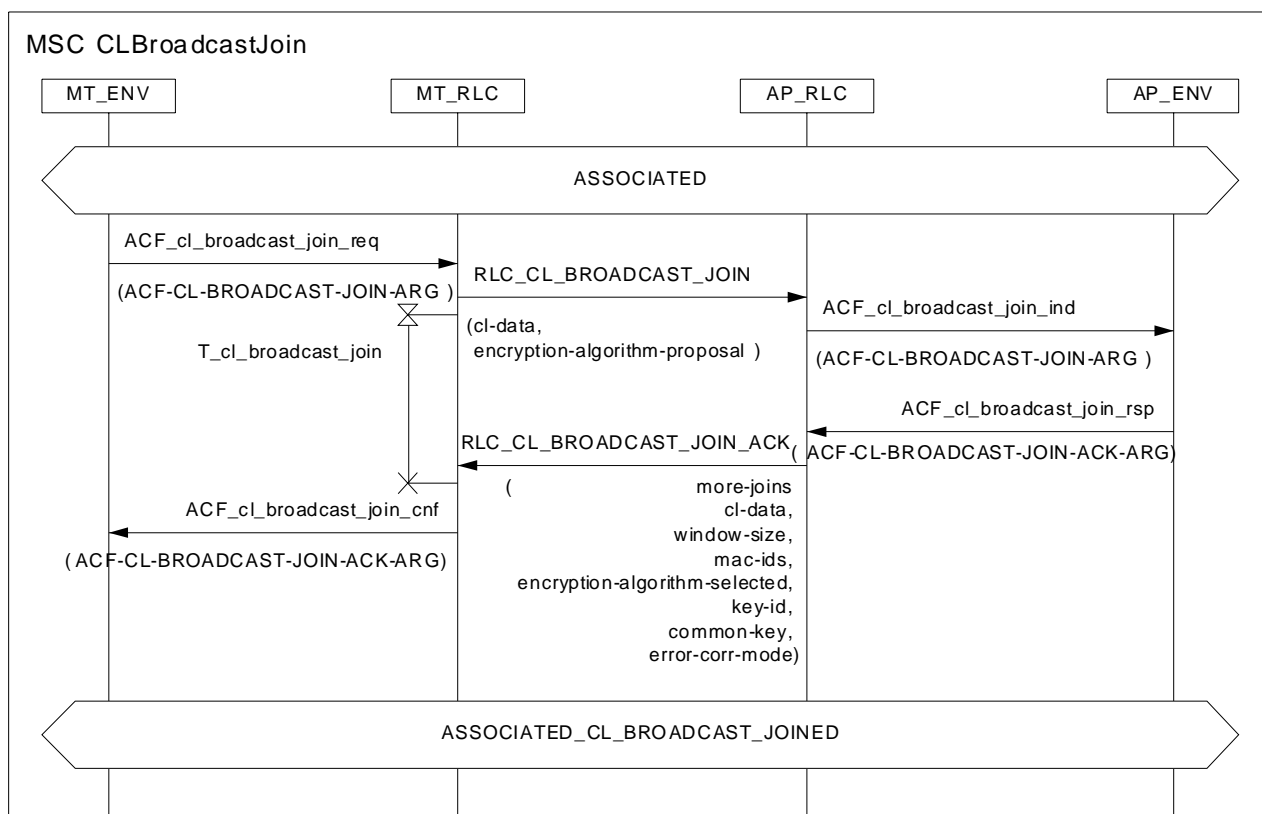 MSC CLBroadcastJoin
MT_ENV
MT_RLC
AP_RLC
AP_ENV
ASSOCIATED
ACF_cl_broadcast_join_req
(ACF-CL-BROADCAST-JOIN-ARG )
RLC_CL_BROADCAST_JOIN
(cl-data,
encryption-algorithm-proposal )
ACF_cl_broadcast_join_ind
(ACF-CL-BROADCAST-JOIN-ARG )
T_cl_broadcast_join
ACF_cl_broadcast_join_rsp
( ACF-CL-BROADCAST-JOIN-ACK-ARG)
RLC_CL_BROADCAST_JOIN_ACK
( more-joins
cl-data,
window-size,
mac-ids,
encryption-algorithm-selected,
key-id,
common-key,
error-corr-mode)
ACF_cl_broadcast_join_cnf
( ACF-CL-BROADCAST-JOIN-ACK-ARG)
ASSOCIATED_CL_BROADCAST_JOINED